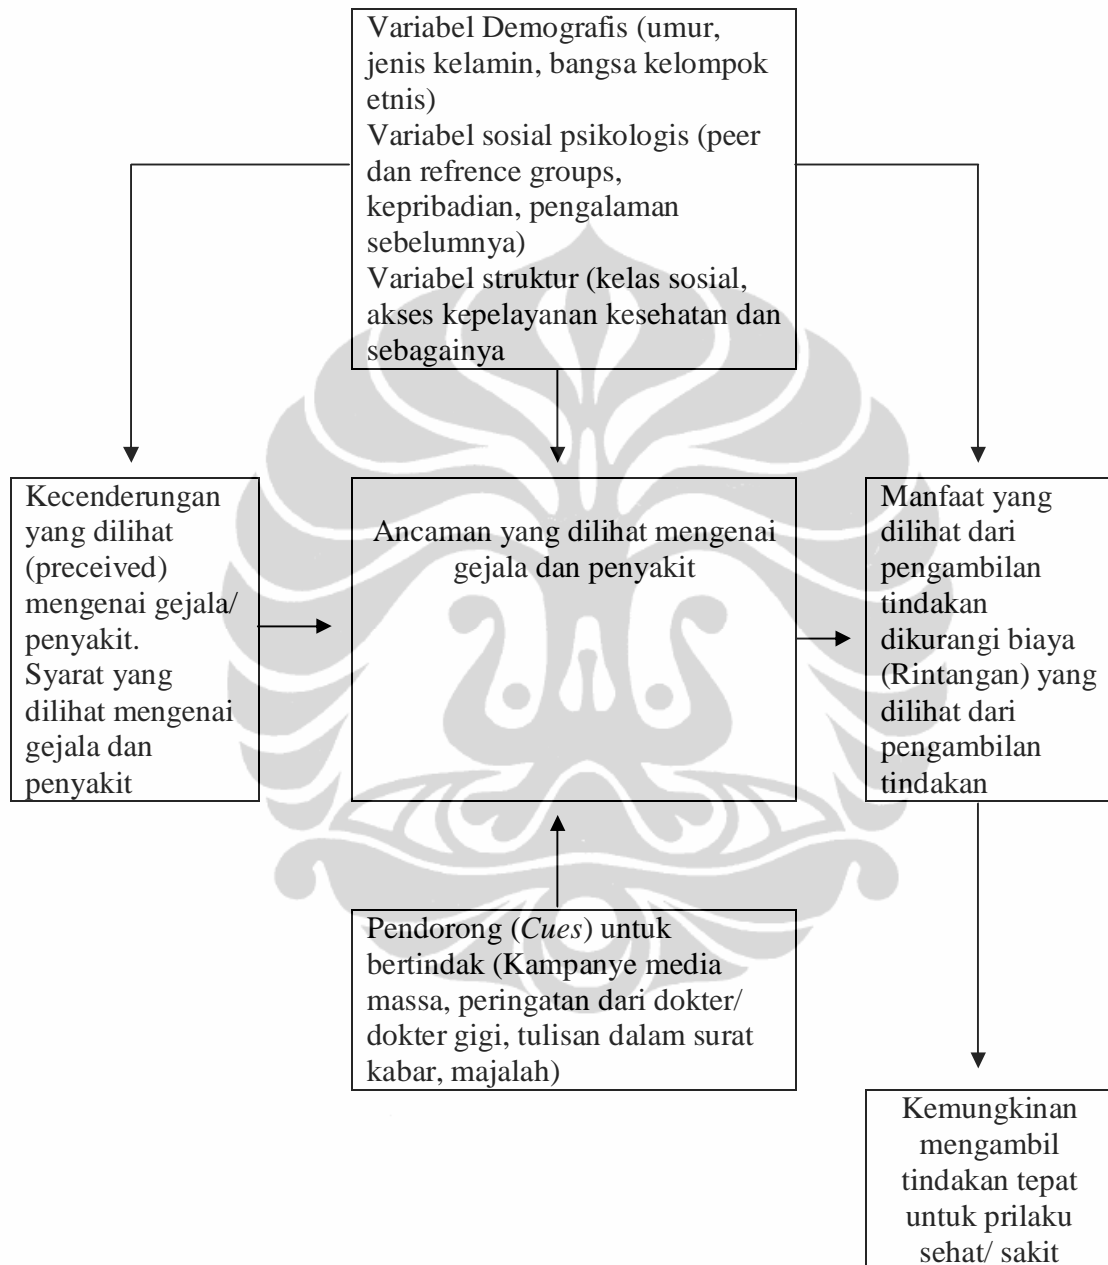 Variabel Demografis (umur,
jenis kelamin, bangsa kelompok
etnis)
Variabel sosial psikologis (peer
dan refrence groups,
kepribadian, pengalaman
sebelumnya)
Variabel struktur (kelas sosial,
akses kepelayanan kesehatan dan
sebagainya
Kecenderungan
yang dilihat
(preceived)
mengenai gejala/
penyakit.
Syarat yang
dilihat mengenai
gejala dan
penyakit
Ancaman yang dilihat mengenai
gejala dan penyakit
Manfaat yang
dilihat dari
pengambilan
tindakan
dikurangi biaya
(Rintangan) yang
dilihat dari
pengambilan
tindakan
Pendorong (Cues) untuk
bertindak (Kampanye media
massa, peringatan dari dokter/
dokter gigi, tulisan dalam surat
kabar, majalah)
Kemungkinan
mengambil
tindakan tepat
untuk prilaku
sehat/ sakit